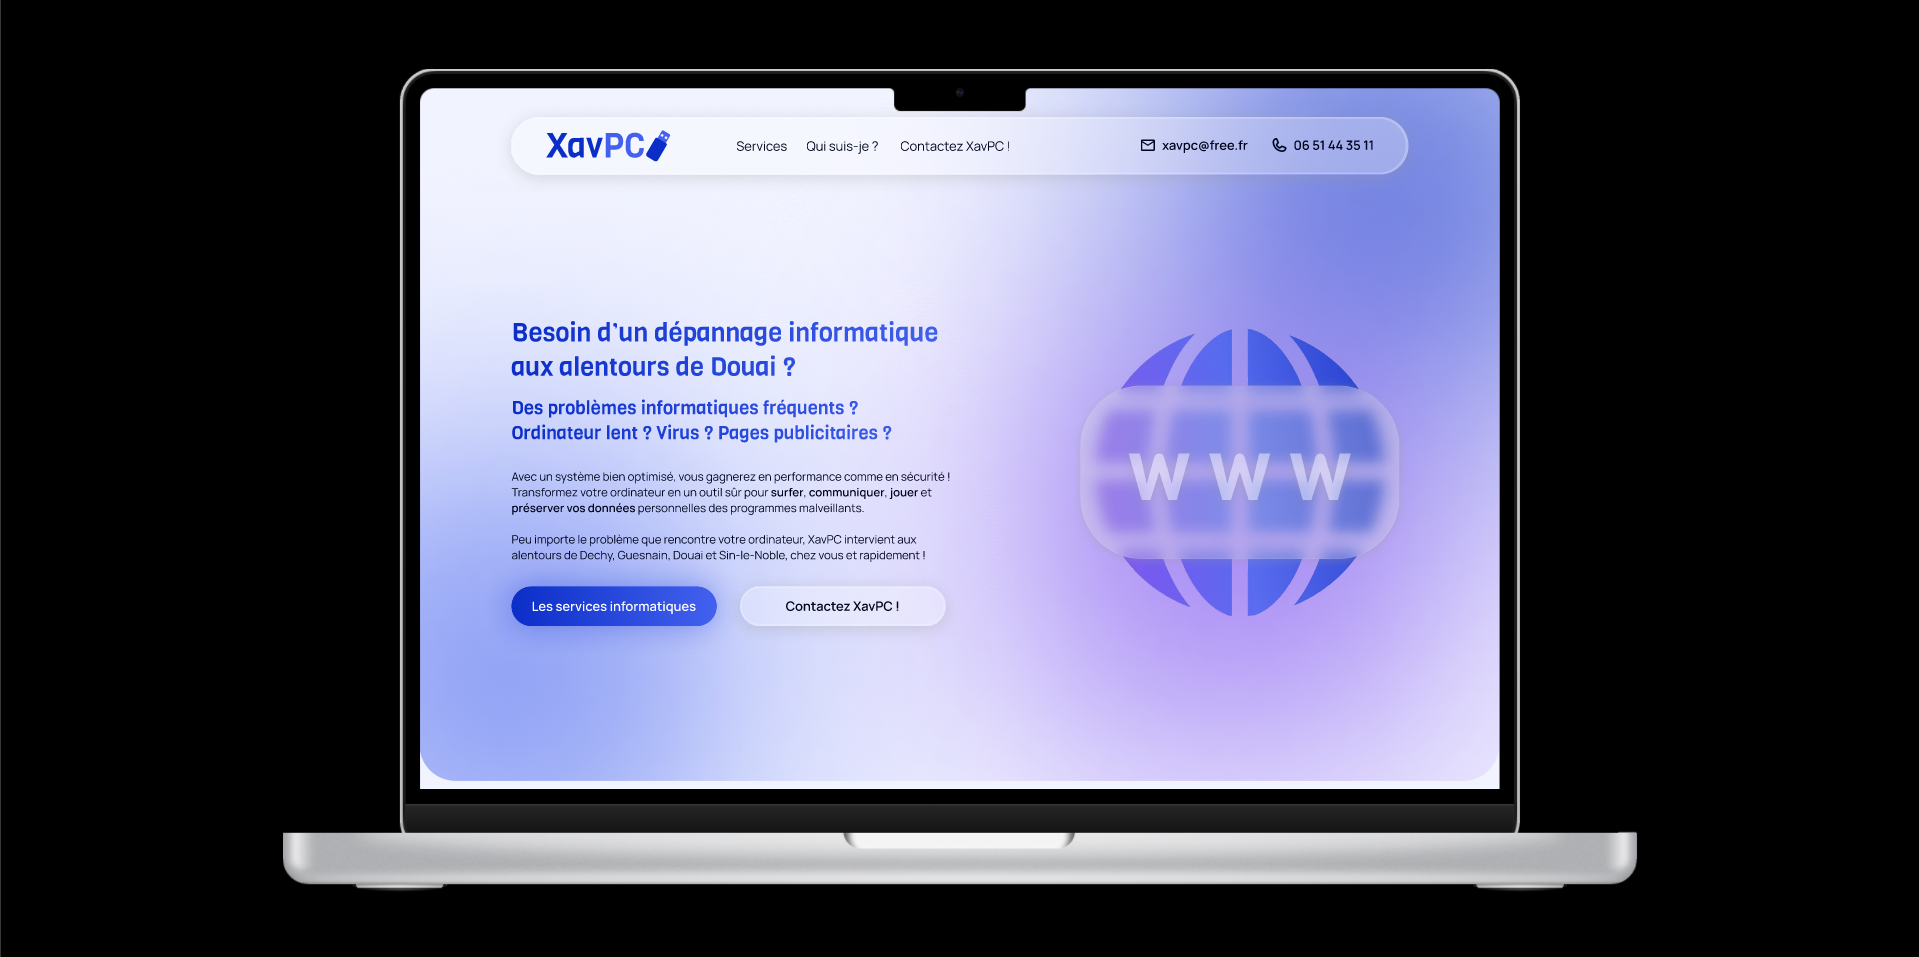 XavPC
Services
Qui suis-je ?
Contactez XavPC !
xavpc@free.fr
06 51 44 35 11
Besoin d'un dépannage informatique
aux alentours de Douai ?
Des problèmes informatiques fréquents ?
Ordinateur lent ? Virus ? Pages publicitaires ?
Avec un système bien optimisé, vous gagnerez en performance comme en sécurité !
Transformez votre ordinateur en un outil sûr pour surfer, communiquer, jouer et
préserver vos données personnelles des programmes malveillants.
Peu importe le problème que rencontre votre ordinateur, XavPC intervient aux
alentours de Dechy, Guesnain, Douai et Sin-le-Noble, chez vous et rapidement !
Les services informatiques
Contactez XavPC !
W W W